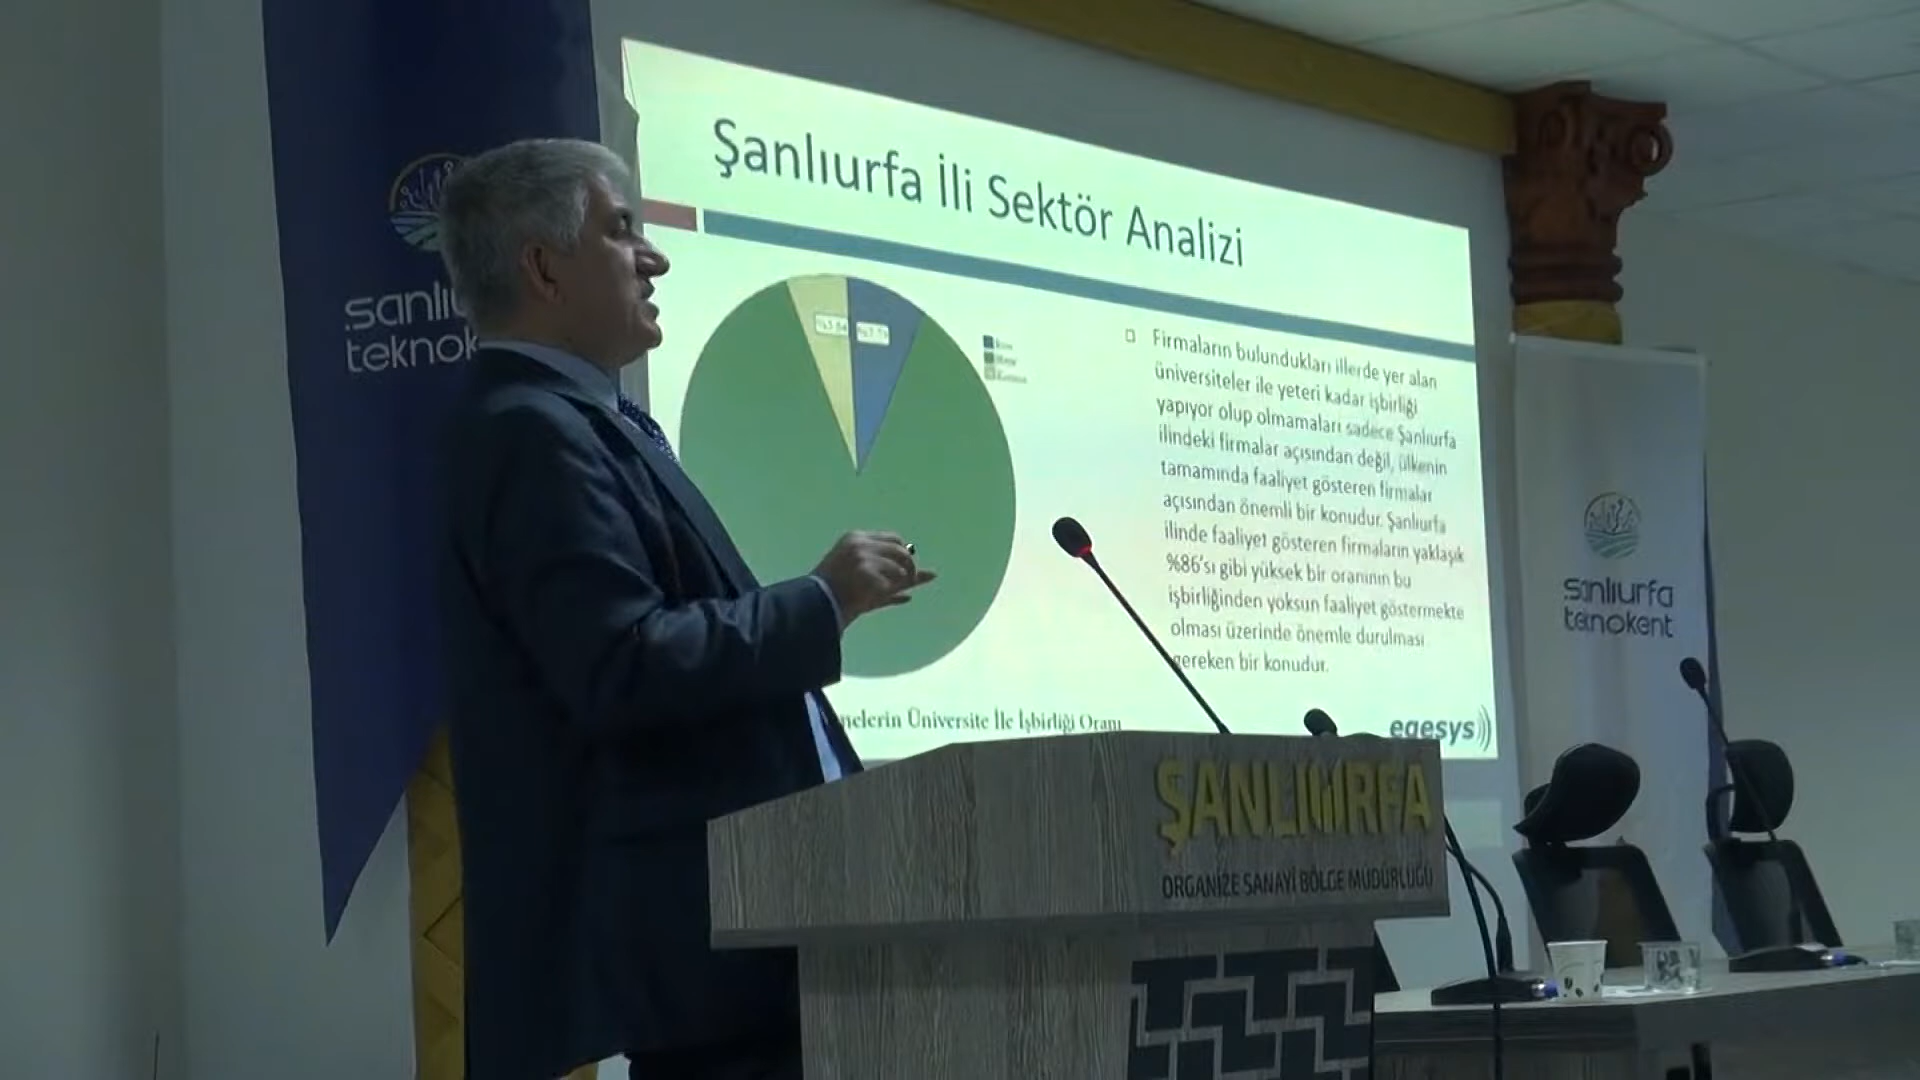 Şanlıurfa İli Sektör Analizi
Firmaların bulundukları illerde yer alan
üniversiteler ile yeteri kadar işbirliği
yapıyor olup olmamaları sadece Şanlıurfa
ilindeki firmalar açısından değil, ülkenin
tamamında faaliyet gösteren firmalar
açısından önemli bir konudur. Şanlıurfa
ilinde faaliyet gösteren firmaların yaklaşık
%86'sı gibi yüksek bir oranının bu
işbirliğinden yoksun faaliyet göstermekte
olması üzerinde önemle durulması
gereken bir konudur.
Üniversite İle İşbirliği Oranı
egesys
şanlıurfa
teknokent
ŞANLIURFA
ORGANİZE SANAYİ BÖLGE MÜDÜRLÜĞÜ